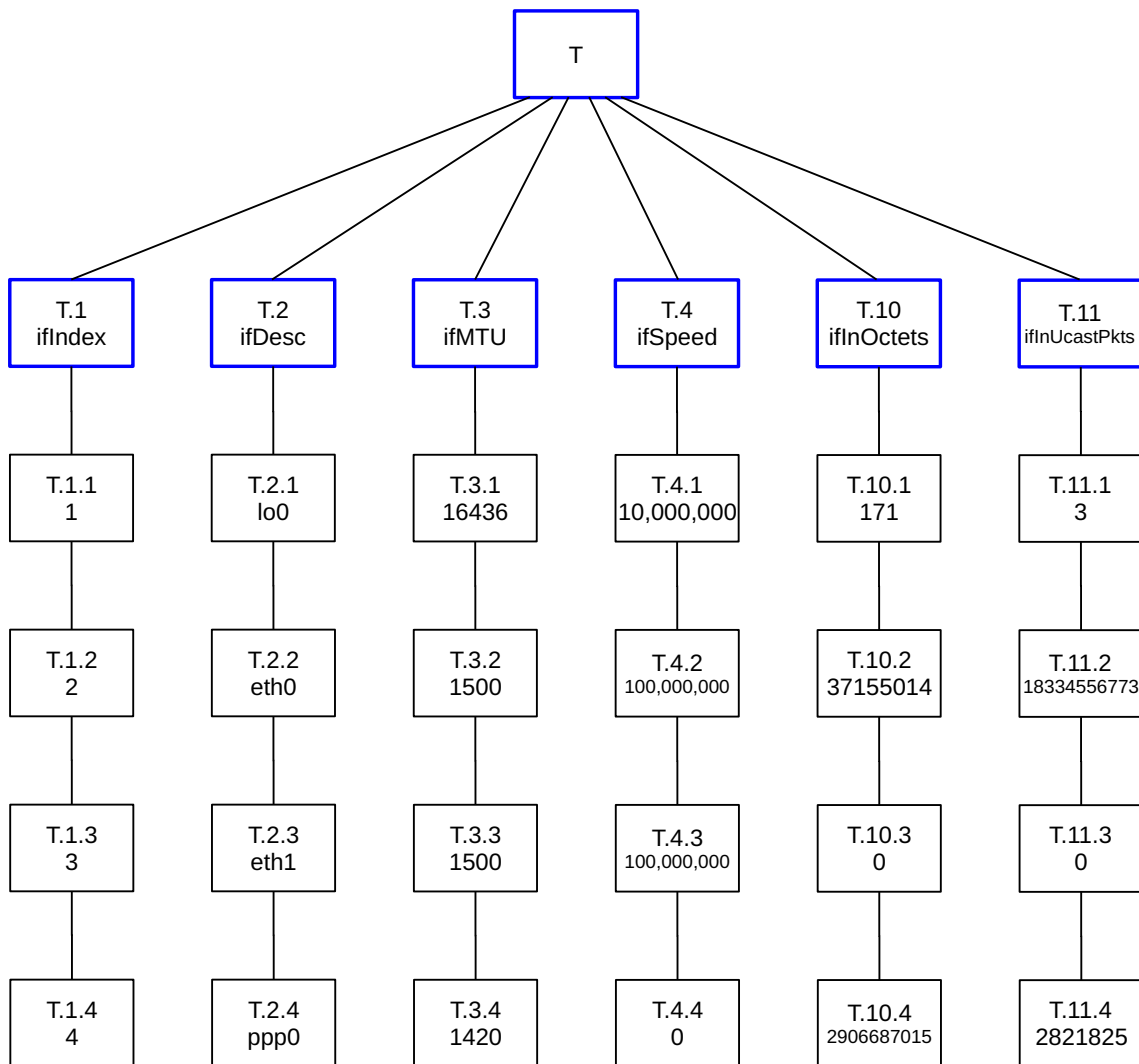 T
T.1
ifIndex
T.2
ifDesc
T.3
ifMTU
T.4
ifSpeed
T.10
ifInOctets
T.11
ifInUcastPkts
T.1.1
1
T.2.1
lo0
T.3.1
16436
T.4.1
10,000,000
T.10.1
171
T.11.1
3
T.1.2
2
T.2.2
eth0
T.3.2
1500
T.4.2
100,000,000
T.10.2
37155014
T.11.2
18334556773
T.1.3
3
T.2.3
eth1
T.3.3
1500
T.4.3
100,000,000
T.10.3
0
T.11.3
0
T.1.4
4
T.2.4
ppp0
T.3.4
1420
T.4.4
0
T.10.4
2906687015
T.11.4
2821825